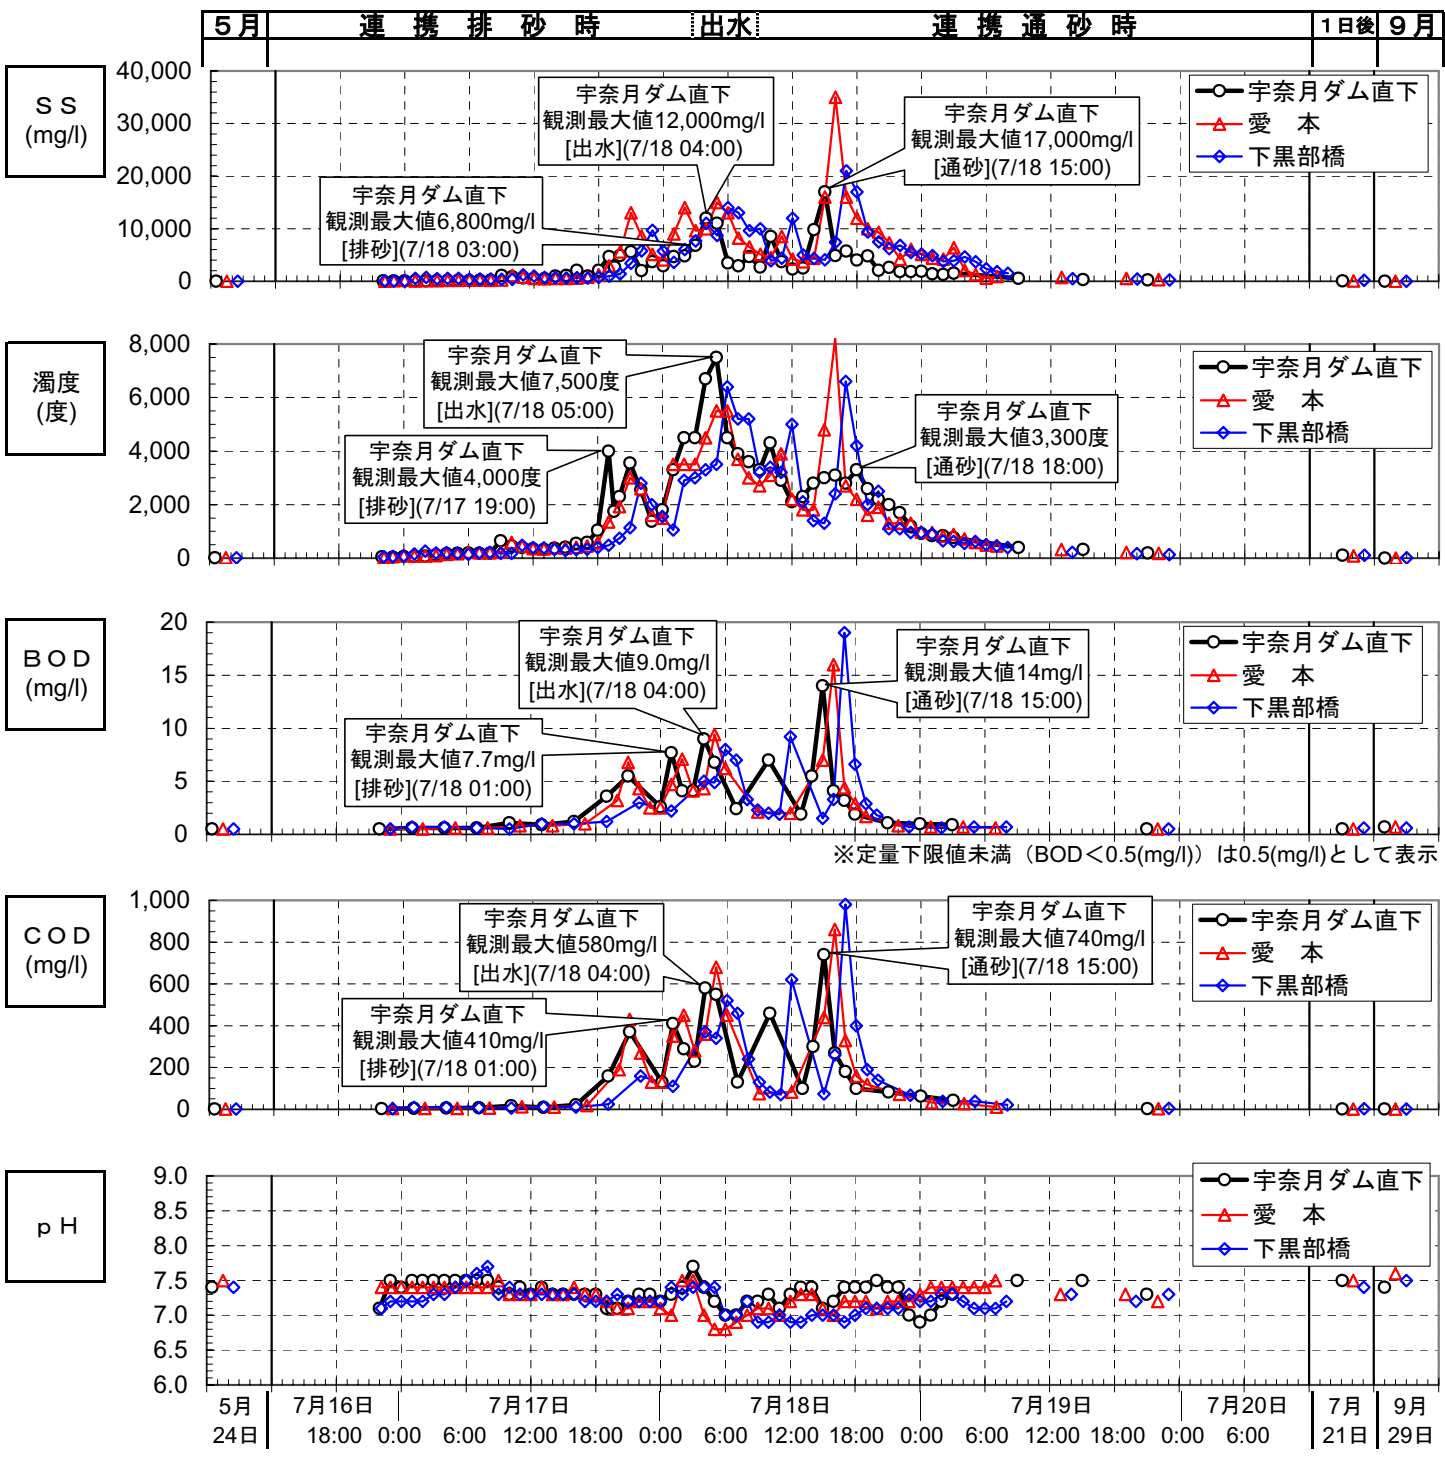 ５月 連携排砂時 出水 連携通砂時 １日後 ９月
ＳＳ
(mg/l)
40,000
30,000
20,000
10,000
0
宇奈月ダム直下
観測最大値6,800mg/l
[排砂](7/18 03:00)
宇奈月ダム直下
観測最大値12,000mg/l
[出水](7/18 04:00)
宇奈月ダム直下
観測最大値17,000mg/l
[通砂](7/18 15:00)
宇奈月ダム直下
愛　本
下黒部橋
濁度
(度)
8,000
6,000
4,000
2,000
0
宇奈月ダム直下
観測最大値7,500度
[出水](7/18 05:00)
宇奈月ダム直下
観測最大値4,000度
[排砂](7/17 19:00)
宇奈月ダム直下
観測最大値3,300度
[通砂](7/18 18:00)
宇奈月ダム直下
愛　本
下黒部橋
ＢＯＤ
(mg/l)
20
15
10
5
0
宇奈月ダム直下
観測最大値9.0mg/l
[出水](7/18 04:00)
宇奈月ダム直下
観測最大値7.7mg/l
[排砂](7/18 01:00)
宇奈月ダム直下
観測最大値14mg/l
[通砂](7/18 15:00)
宇奈月ダム直下
愛　本
下黒部橋
※定量下限値未満（BOD＜0.5(mg/l)）は0.5(mg/l)として表示
ＣＯＤ
(mg/l)
1,000
800
600
400
200
0
宇奈月ダム直下
観測最大値580mg/l
[出水](7/18 04:00)
宇奈月ダム直下
観測最大値410mg/l
[排砂](7/18 01:00)
宇奈月ダム直下
観測最大値740mg/l
[通砂](7/18 15:00)
宇奈月ダム直下
愛　本
下黒部橋
ｐＨ
9.0
8.5
8.0
7.5
7.0
6.5
6.0
宇奈月ダム直下
愛　本
下黒部橋
5月 7月16日 7月17日 7月18日 7月19日 7月20日 7月 9月
24日 18:00 0:00 6:00 12:00 18:00 0:00 6:00 12:00 18:00 0:00 6:00 12:00 18:00 0:00 6:00 21日 29日